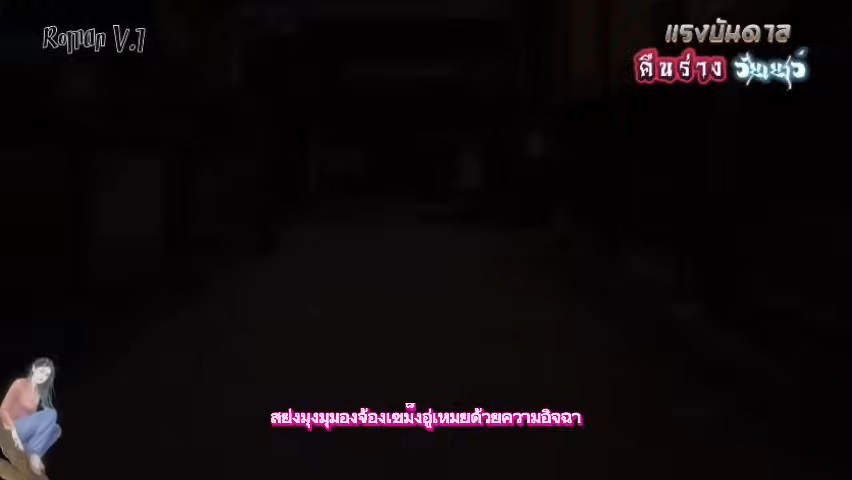 Roman V.1
แรงบันดาล
คืนร่าง
สย่งมุงมุมองจ้องเขม็งอู่เหมยด้วยความอิจฉา